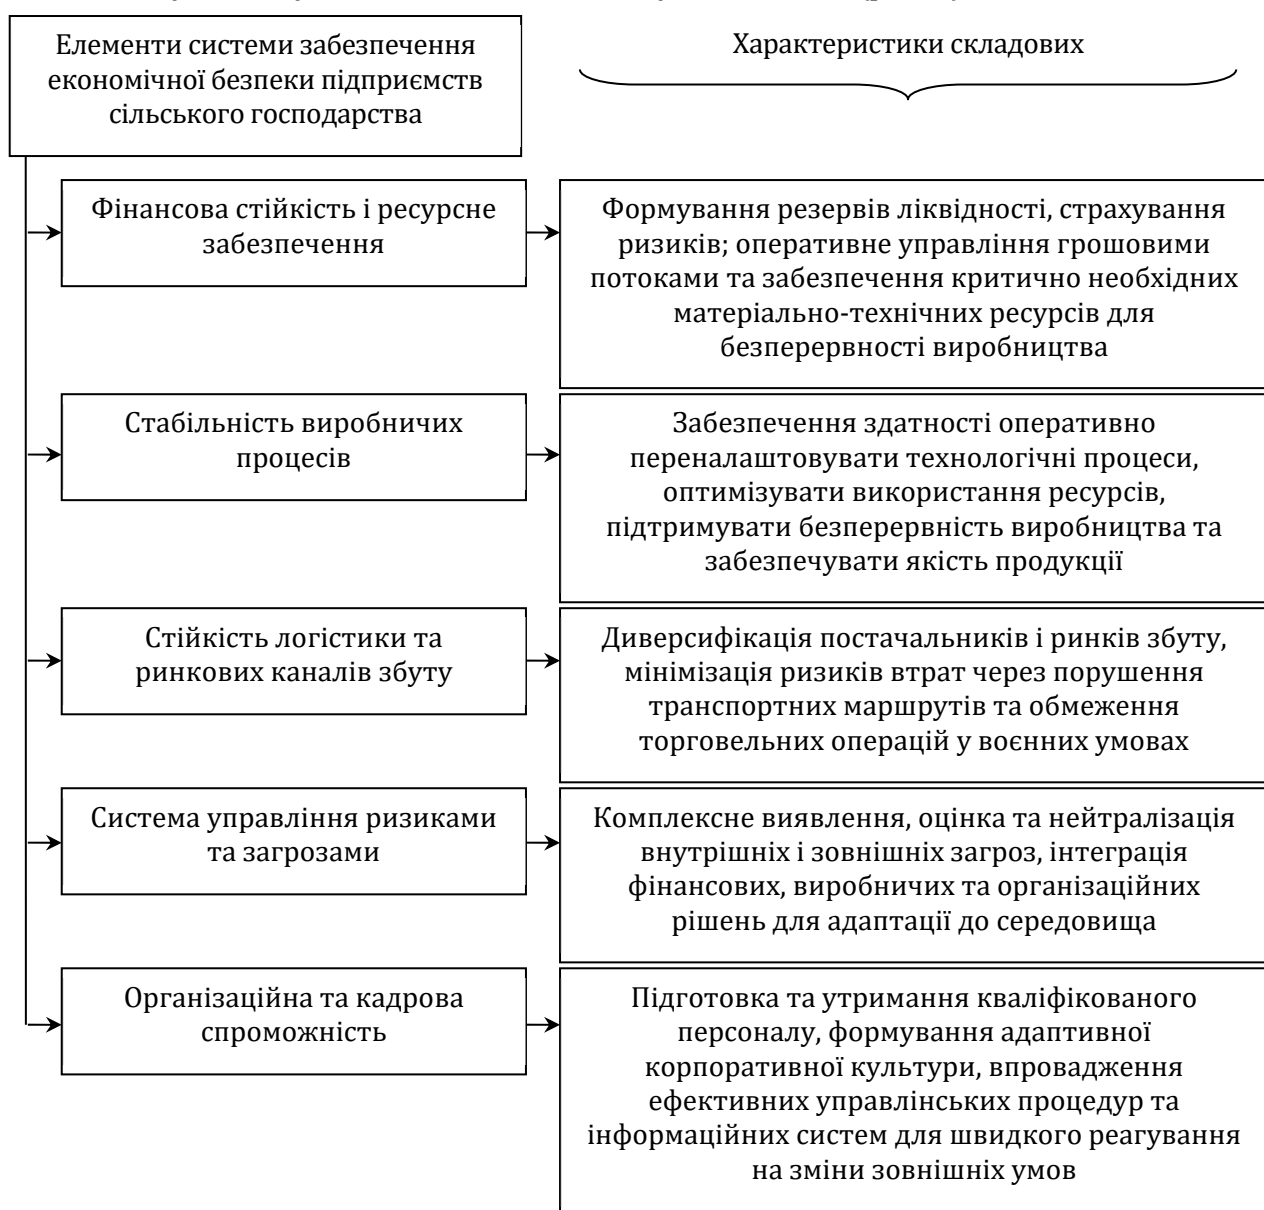 Елементи системи забезпечення
економічної безпеки підприємств
сільського господарства
Характеристики складових
Фінансова стійкість і ресурсне
забезпечення
Формування резервів ліквідності, страхування
ризиків; оперативне управління грошовими
потоками та забезпечення критично необхідних
матеріально-технічних ресурсів для
безперервності виробництва
Стабільність виробничих
процесів
Забезпечення здатності оперативно
переналаштовувати технологічні процеси,
оптимізувати використання ресурсів,
підтримувати безперервність виробництва та
забезпечувати якість продукції
Стійкість логістики та
ринкових каналів збуту
Диверсифікація постачальників і ринків збуту,
мінімізація ризиків втрат через порушення
транспортних маршрутів та обмеження
торговельних операцій у воєнних умовах
Система управління ризиками
та загрозами
Комплексне виявлення, оцінка та нейтралізація
внутрішніх і зовнішніх загроз, інтеграція
фінансових, виробничих та організаційних
рішень для адаптації до середовища
Організаційна та кадрова
спроможність
Підготовка та утримання кваліфікованого
персоналу, формування адаптивної
корпоративної культури, впровадження
ефективних управлінських процедур та
інформаційних систем для швидкого реагування
на зміни зовнішніх умов